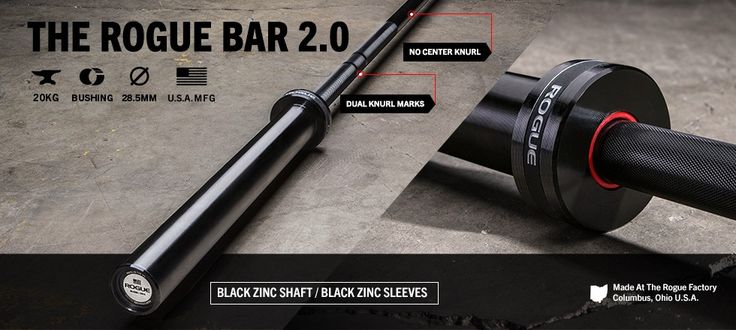 THE ROGUE BAR 2.0
20KG
BUSHING
28.5MM
U.S.A. MFG
NO CENTER KNURL
DUAL KNURL MARKS
ROGUE
ROGUE
BLACK ZINC SHAFT / BLACK ZINC SLEEVES
Made At The Rogue Factory
Columbus, Ohio U.S.A.